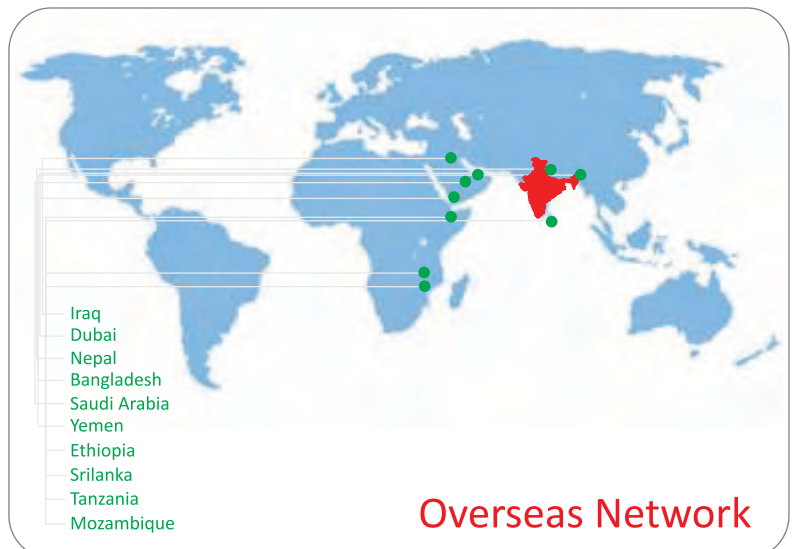 Iraq
Dubai
Nepal
Bangladesh
Saudi Arabia
Yemen
Ethiopia
Srilanka
Tanzania
Mozambique
Overseas Network